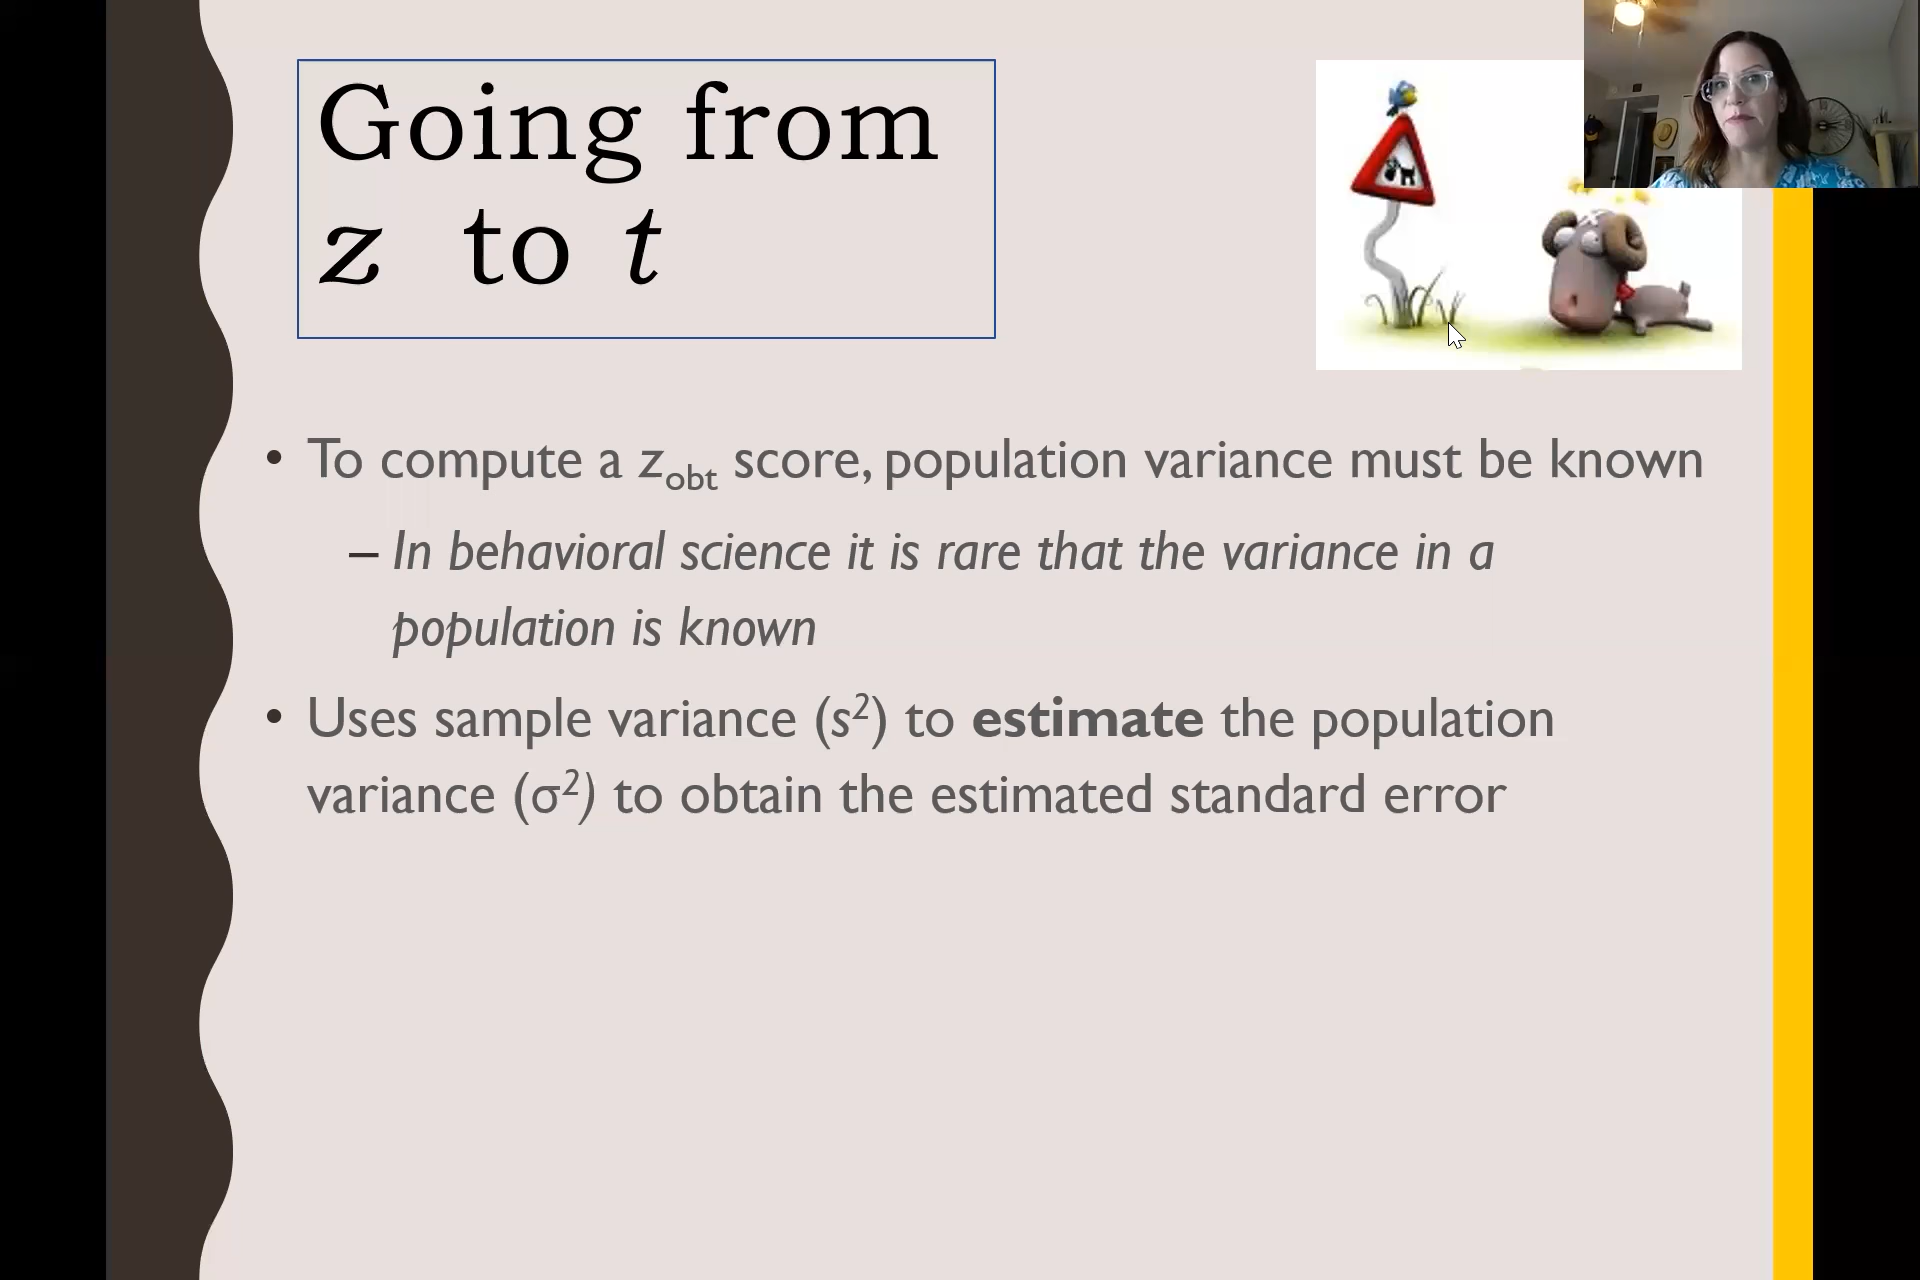 Going from
z to t
• To compute a zobt score, population variance must be known
– In behavioral science it is rare that the variance in a
population is known
• Uses sample variance (s²) to estimate the population
variance (σ²) to obtain the estimated standard error